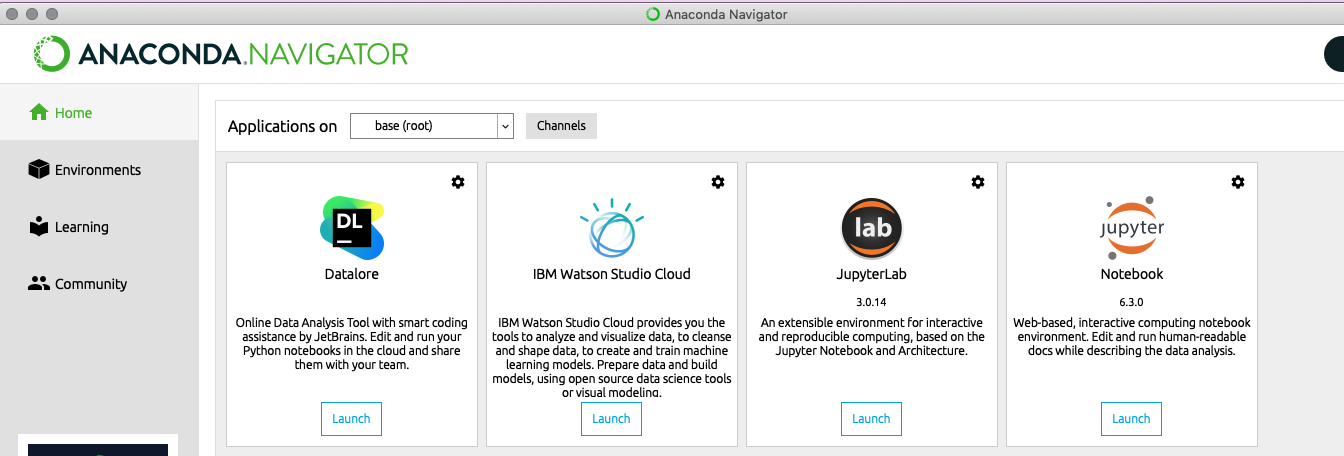 Anaconda Navigator
ANACONDA.NAVIGATOR
Home
Environments
Learning
Community
Applications on
base (root)
Channels
DL
Datalore
Online Data Analysis Tool with smart coding
assistance by JetBrains. Edit and run your
Python notebooks in the cloud and share
them with your team.
Launch
IBM Watson Studio Cloud
IBM Watson Studio Cloud provides you the
tools to analyze and visualize data, to cleanse
and shape data, to create and train machine
learning models. Prepare data and build
models, using open source data science tools
or visual modeling.
Launch
lab
JupyterLab
3.0.14
An extensible environment for interactive
and reproducible computing, based on the
Jupyter Notebook and Architecture.
Launch
jupyter
Notebook
6.3.0
Web-based, interactive computing notebook
environment. Edit and run human-readable
docs while describing the data analysis.
Launch